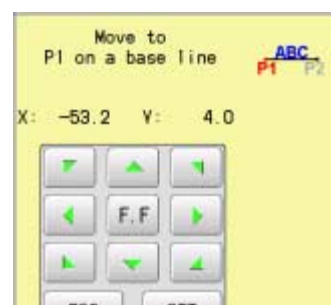 Move to
P1 on a base line
ABC
P1 P2
X: -53.2 Y: 4.0
F.F